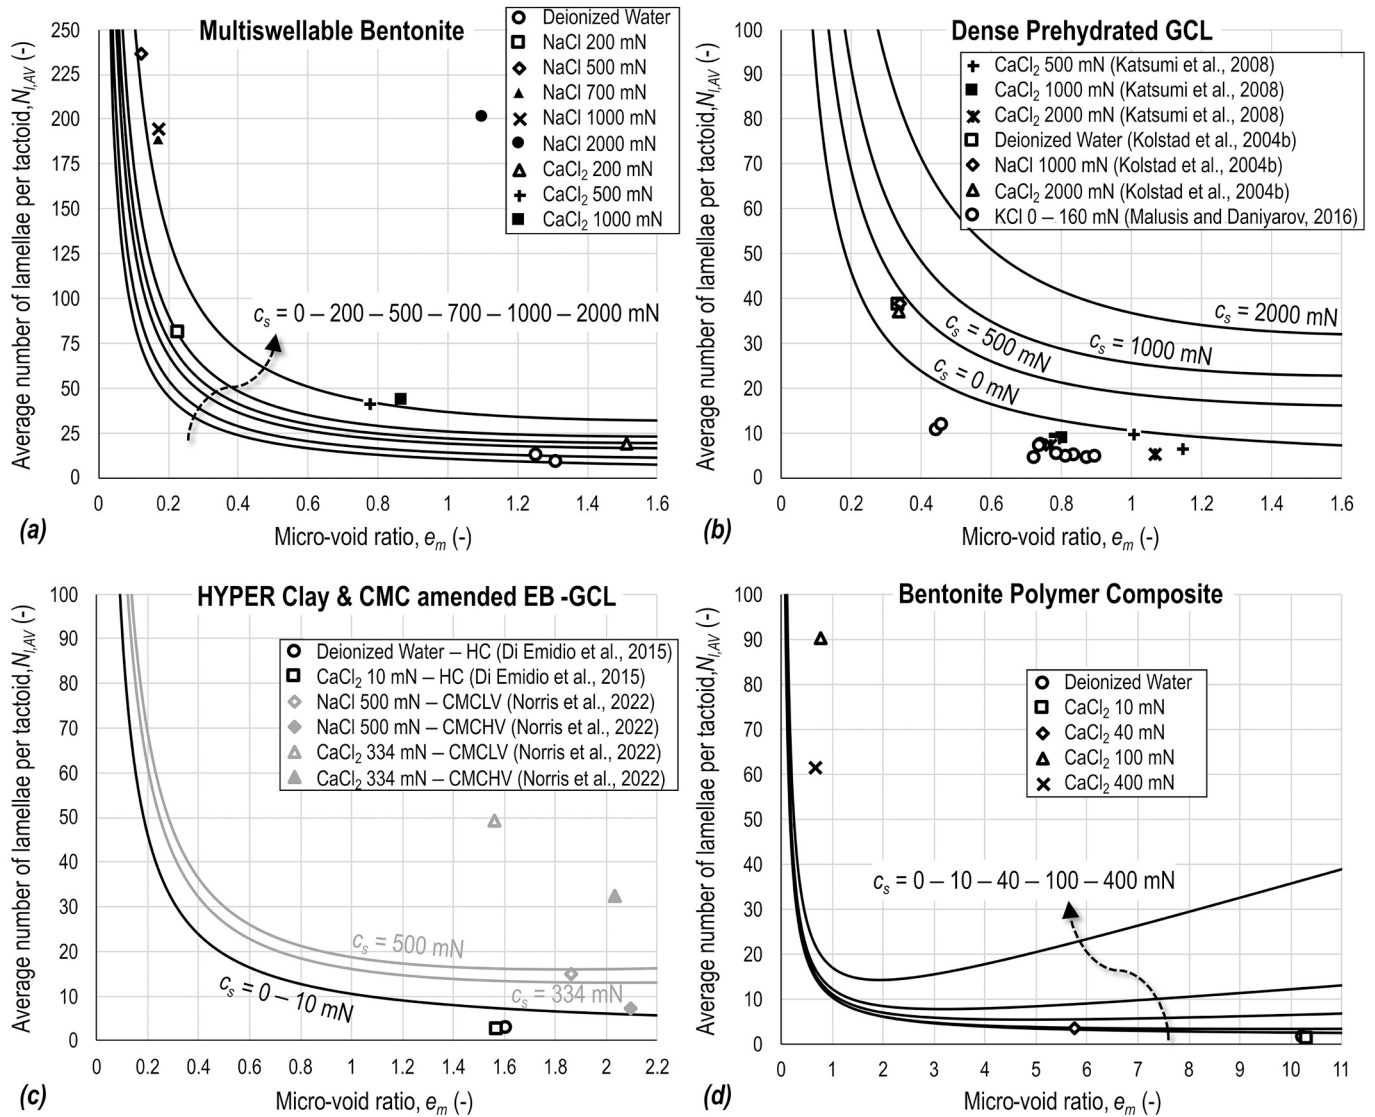 Multiswellable Bentonite
Average number of lamellae per tactoid, N_l,AV (-)
250
225
200
175
150
125
100
75
50
25
0
Deionized Water
NaCl 200 mN
NaCl 500 mN
NaCl 700 mN
NaCl 1000 mN
NaCl 2000 mN
CaCl₂ 200 mN
CaCl₂ 500 mN
CaCl₂ 1000 mN
c_s = 0 – 200 – 500 – 700 – 1000 – 2000 mN
0 0.2 0.4 0.6 0.8 1 1.2 1.4 1.6
(a)
Micro-void ratio, e_m (-)
Dense Prehydrated GCL
Average number of lamellae per tactoid, N_l,AV (-)
100
90
80
70
60
50
40
30
20
10
0
CaCl₂ 500 mN (Katsumi et al., 2008)
CaCl₂ 1000 mN (Katsumi et al., 2008)
CaCl₂ 2000 mN (Katsumi et al., 2008)
Deionized Water (Kolstad et al., 2004b)
NaCl 1000 mN (Kolstad et al., 2004b)
CaCl₂ 2000 mN (Kolstad et al., 2004b)
KCl 0 – 160 mN (Malusis and Daniyarov, 2016)
c_s = 2000 mN
c_s = 1000 mN
c_s = 500 mN
c_s = 0 mN
0 0.2 0.4 0.6 0.8 1 1.2 1.4 1.6
(b)
Micro-void ratio, e_m (-)
HYPER Clay & CMC amended EB -GCL
Average number of lamellae per tactoid, N_l,AV (-)
100
90
80
70
60
50
40
30
20
10
0
Deionized Water – HC (Di Emidio et al., 2015)
CaCl₂ 10 mN – HC (Di Emidio et al., 2015)
NaCl 500 mN – CMCLV (Norris et al., 2022)
NaCl 500 mN – CMCHV (Norris et al., 2022)
CaCl₂ 334 mN – CMCLV (Norris et al., 2022)
CaCl₂ 334 mN – CMCHV (Norris et al., 2022)
c_s = 500 mN
c_s = 334 mN
c_s = 0 – 10 mN
0 0.2 0.4 0.6 0.8 1 1.2 1.4 1.6 1.8 2 2.2
(c)
Micro-void ratio, e_m (-)
Bentonite Polymer Composite
Average number of lamellae per tactoid, N_l,AV (-)
100
90
80
70
60
50
40
30
20
10
0
Deionized Water
CaCl₂ 10 mN
CaCl₂ 40 mN
CaCl₂ 100 mN
CaCl₂ 400 mN
c_s = 0 – 10 – 40 – 100 – 400 mN
0 1 2 3 4 5 6 7 8 9 10 11
(d)
Micro-void ratio, e_m (-)